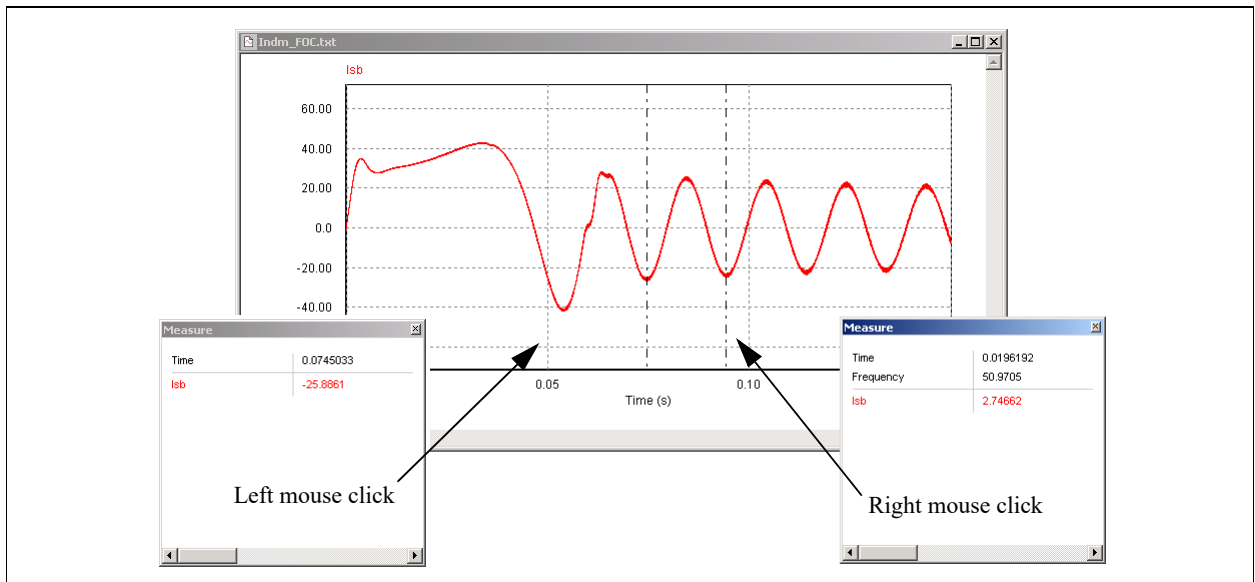 Indm_FOC.txt
Isb
60.00
40.00
20.00
0.0
-20.00
-40.00
0.05
0.10
Time (s)
Measure
Time 0.0745033
Isb -25.8661
Measure
Time 0.0196192
Frequency 50.9705
Isb 2.74662
Left mouse click
Right mouse click